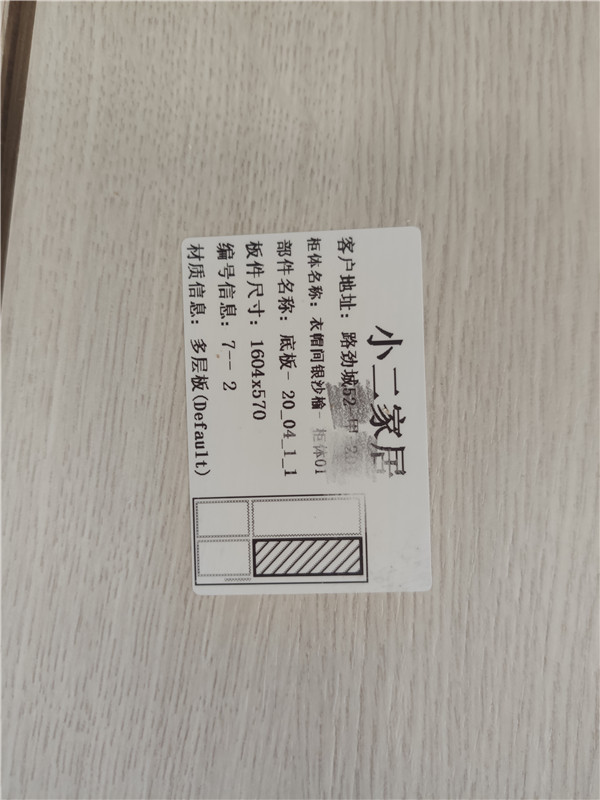 小二家居
客户地址：路劲城52
柜体名称：衣帽间银沙榆-柜体01
部件名称：底板-20_04_1_1
板件尺寸：1604x570
编号信息：7--2
材质信息：多层板(Default)